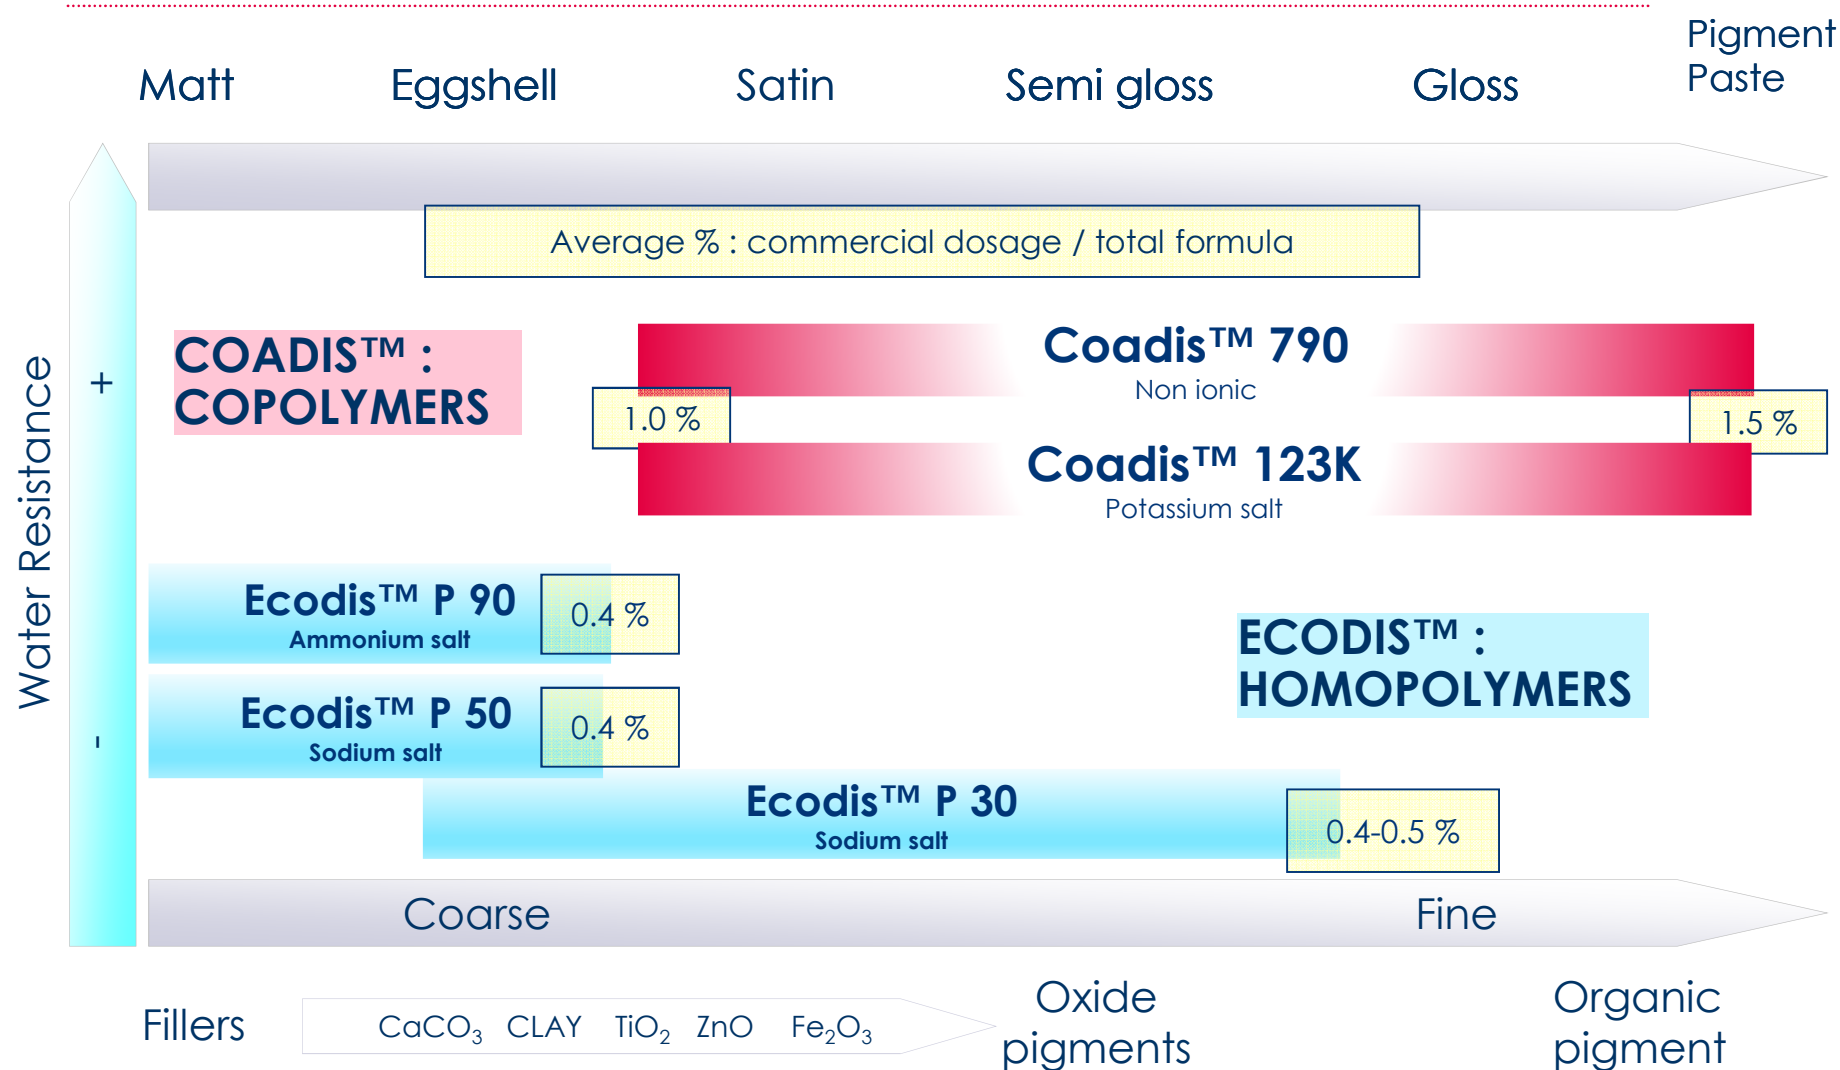 Pigment
Paste
Matt
Eggshell
Satin
Semi gloss
Gloss
Average % : commercial dosage / total formula
Water Resistance
+
-
COADIS™ :
COPOLYMERS
Coadis™ 790
Non ionic
1.0 %
1.5 %
Coadis™ 123K
Potassium salt
Ecodis™ P 90
Ammonium salt
0.4 %
ECODIS™ :
HOMOPOLYMERS
Ecodis™ P 50
Sodium salt
0.4 %
Ecodis™ P 30
Sodium salt
0.4-0.5 %
Coarse
Fine
Fillers
CaCO₃ CLAY TiO₂ ZnO Fe₂O₃
Oxide
pigments
Organic
pigment